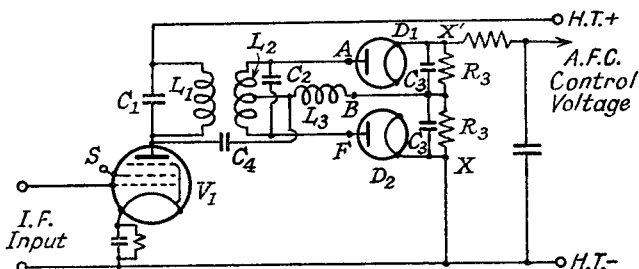 H.T.+
D1
X'
A
L2
C2
C3
R3
A.F.C.
Control
Voltage
L1
C1
L3
B
R3
C3
C4
F
D2
X
S
V1
I.F.
Input
H.T.-